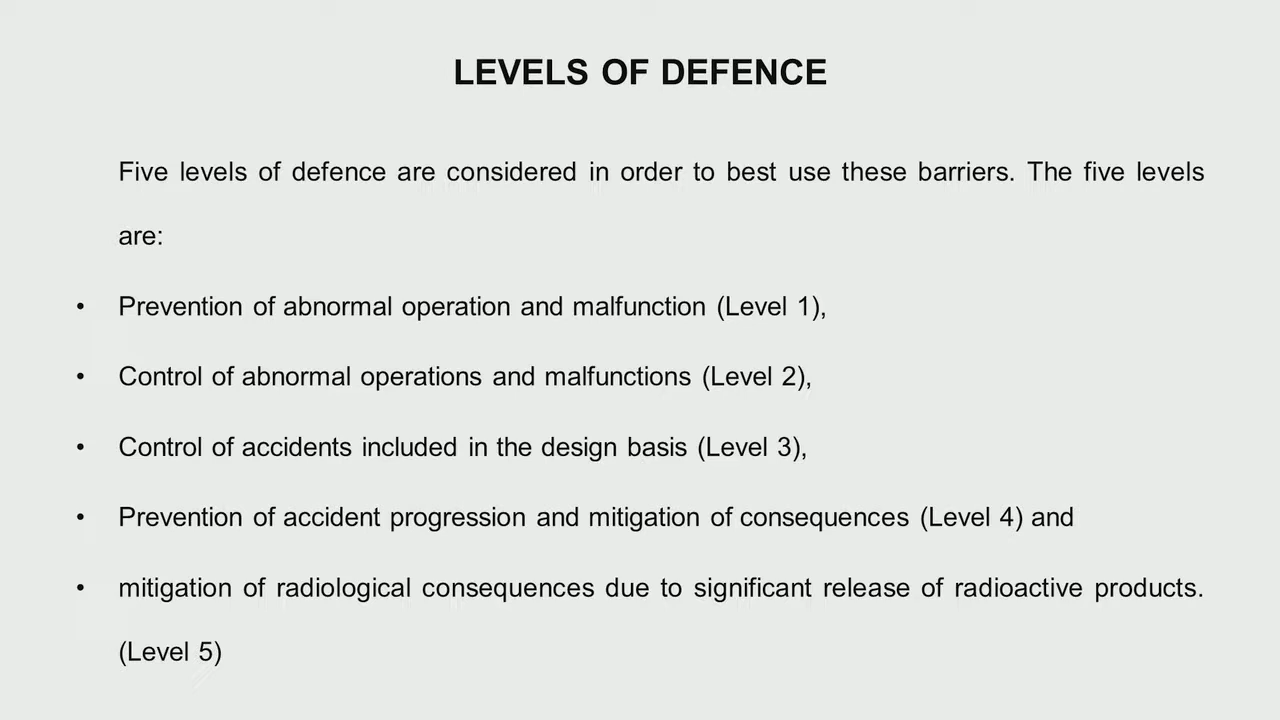 LEVELS OF DEFENCE
Five levels of defence are considered in order to best use these barriers. The five levels
are:
• Prevention of abnormal operation and malfunction (Level 1),
• Control of abnormal operations and malfunctions (Level 2),
• Control of accidents included in the design basis (Level 3),
• Prevention of accident progression and mitigation of consequences (Level 4) and
• mitigation of radiological consequences due to significant release of radioactive products.
(Level 5)